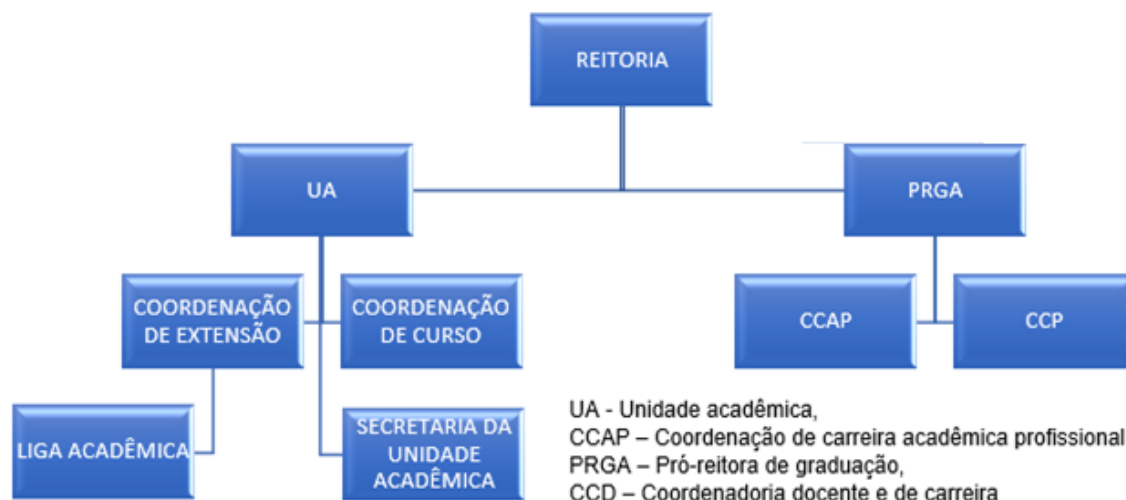 REITORIA
UA
PRGA
COORDENAÇÃO
DE EXTENSÃO
COORDENAÇÃO
DE CURSO
CCAP
CCP
LIGA ACADÊMICA
SECRETARIA DA
UNIDADE
ACADÊMICA
UA - Unidade acadêmica,
CCAP – Coordenação de carreira acadêmica profissional
PRGA – Pró-reitora de graduação,
CCD – Coordenadoria docente e de carreira